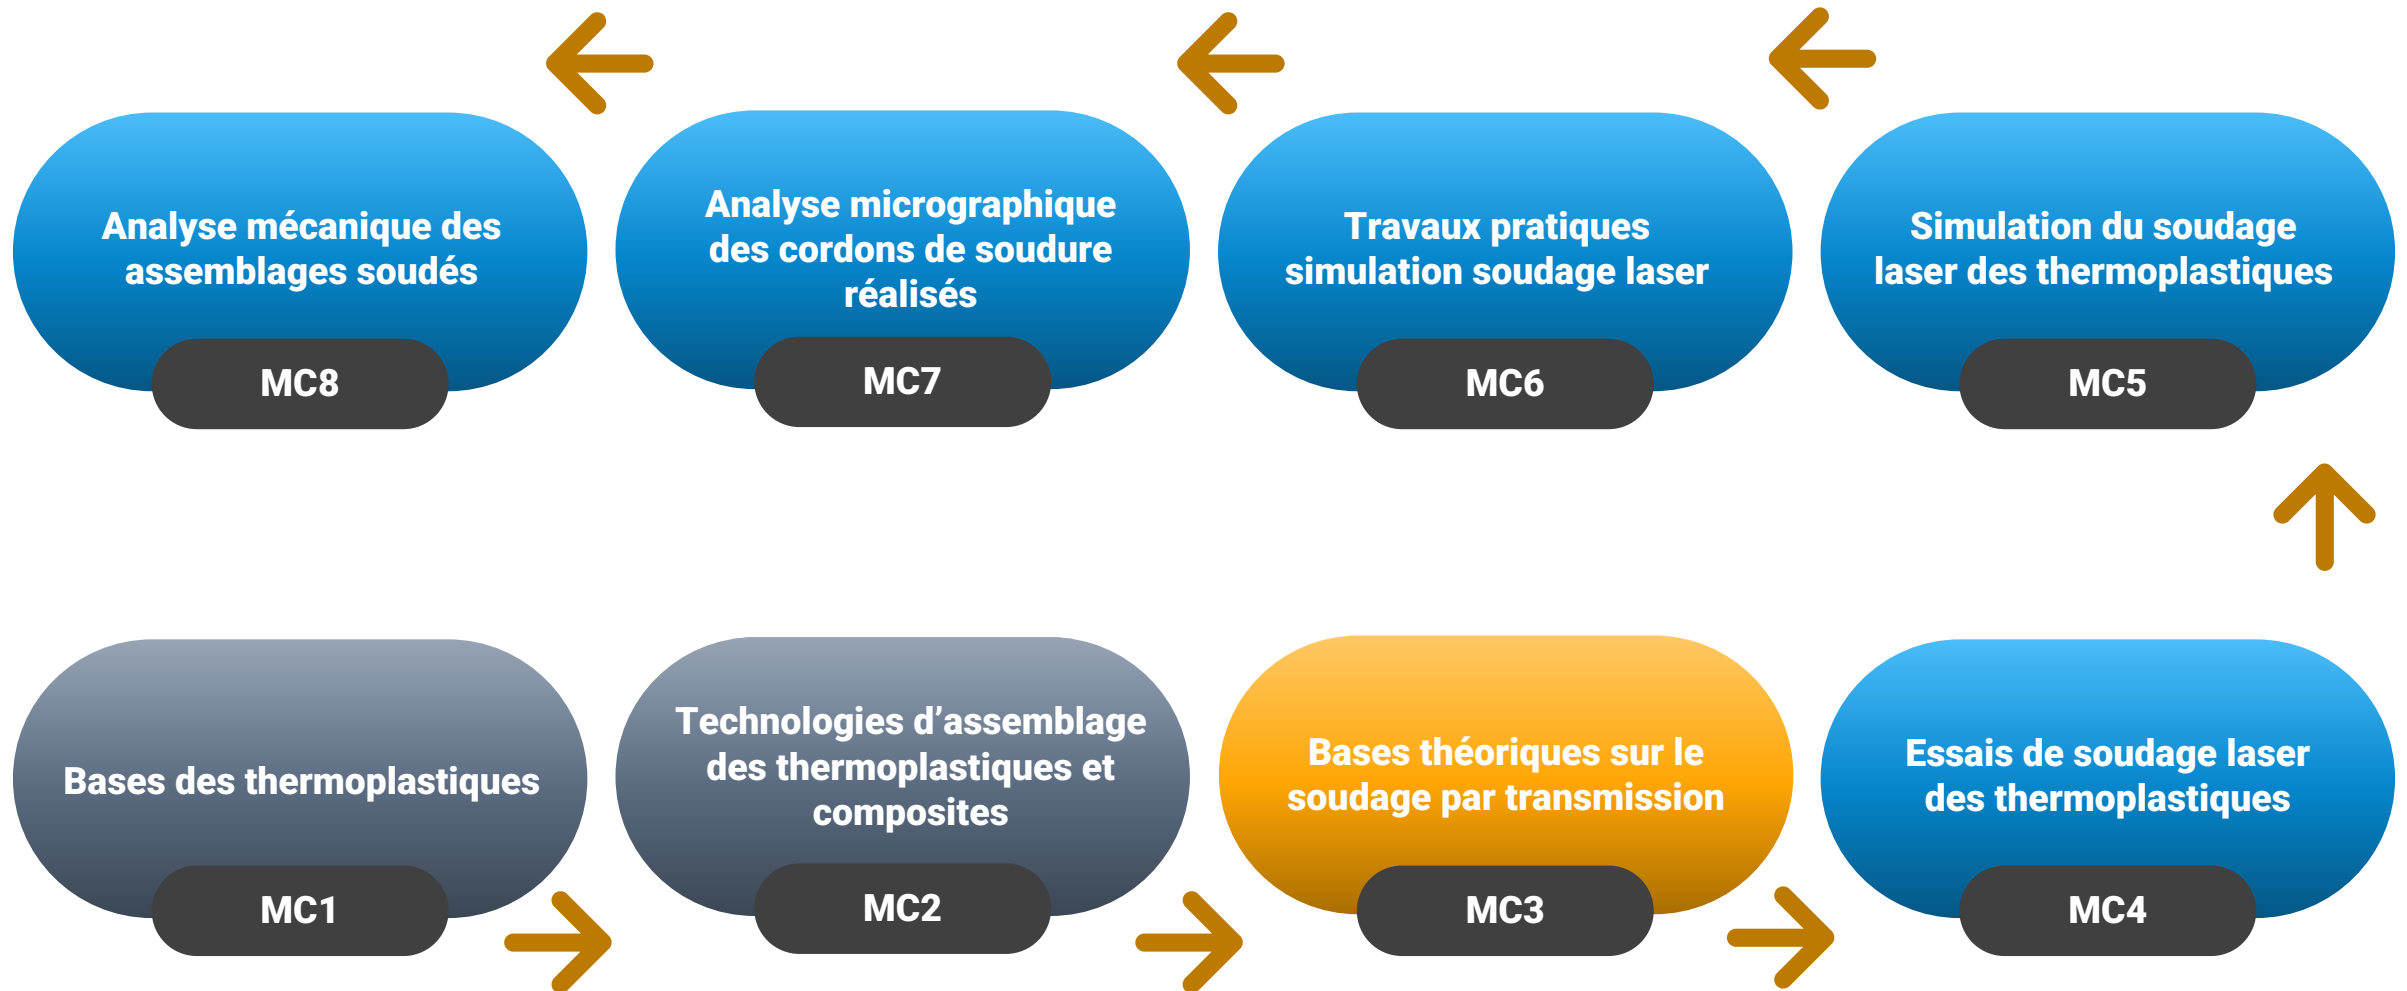 Analyse mécanique des
assemblages soudés
MC8
Analyse micrographique
des cordons de soudure
réalisés
MC7
Travaux pratiques
simulation soudage laser
MC6
Simulation du soudage
laser des thermoplastiques
MC5
Bases des thermoplastiques
MC1
Technologies d’assemblage
des thermoplastiques et
composites
MC2
Bases théoriques sur le
soudage par transmission
MC3
Essais de soudage laser
des thermoplastiques
MC4